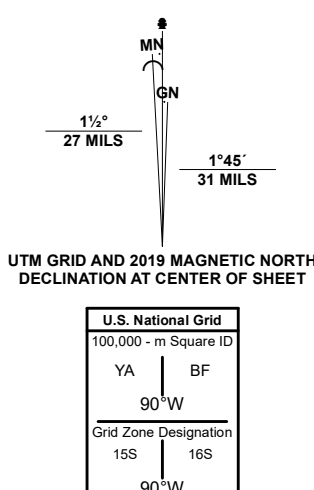 MN
GN
1½°
27 MILS
1°45´
31 MILS
UTM GRID AND 2019 MAGNETIC NORTH
DECLINATION AT CENTER OF SHEET
U.S. National Grid
100,000 - m Square ID
YA BF
90°W
Grid Zone Designation
15S 16S
90°W